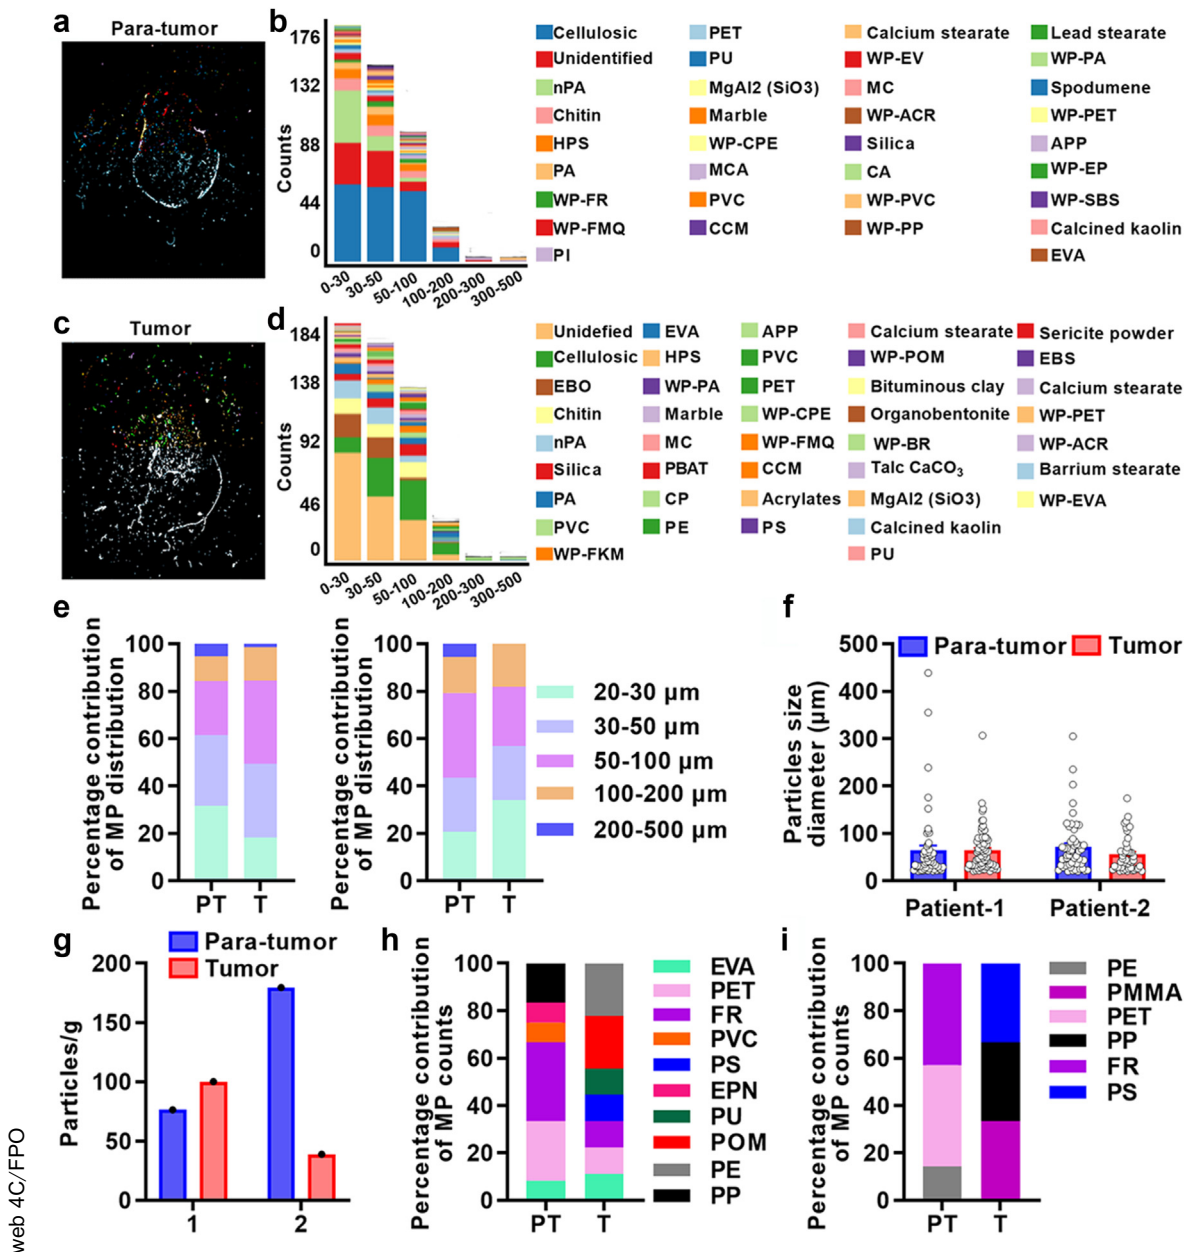 a
Para-tumor
b
Counts
176
132
88
44
0
0-30
30-50
50-100
100-200
200-300
300-500
Cellulosic
Unidentified
nPA
Chitin
HPS
PA
WP-FR
WP-FMQ
PI
PET
PU
MgAl2 (SiO3)
Marble
WP-CPE
MCA
PVC
CCM
Calcium stearate
WP-EV
MC
WP-ACR
Silica
CA
WP-PVC
WP-PP
Lead stearate
WP-PA
Spodumene
WP-PET
APP
WP-EP
WP-SBS
Calcined kaolin
EVA
c
Tumor
d
Counts
184
138
92
46
0
0-30
30-50
50-100
100-200
200-300
300-500
Unidefied
Cellulosic
EBO
Chitin
nPA
Silica
PA
PVC
WP-FKM
EVA
HPS
WP-PA
Marble
MC
PBAT
CP
PE
APP
PVC
PET
WP-CPE
WP-FMQ
CCM
Acrylates
PS
Calcium stearate
WP-POM
Bituminous clay
Organobentonite
WP-BR
Talc CaCO3
MgAl2 (SiO3)
Calcined kaolin
PU
Sericite powder
EBS
Calcium stearate
WP-PET
WP-ACR
Barrium stearate
WP-EVA
e
Percentage contribution
of MP distribution
100
80
60
40
20
0
PT
T
Percentage contribution
of MP distribution
100
80
60
40
20
0
PT
T
20-30 µm
30-50 µm
50-100 µm
100-200 µm
200-500 µm
f
Particles size
diameter (µm)
500
400
300
200
100
0
Para-tumor
Tumor
Patient-1
Patient-2
g
Para-tumor
Tumor
Particles/g
200
150
100
50
0
1
2
h
Percentage contribution
of MP counts
100
80
60
40
20
0
PT
T
EVA
PET
FR
PVC
PS
EPN
PU
POM
PE
PP
i
Percentage contribution
of MP counts
100
80
60
40
20
0
PT
T
PE
PMMA
PET
PP
FR
PS
web 4C/FPO